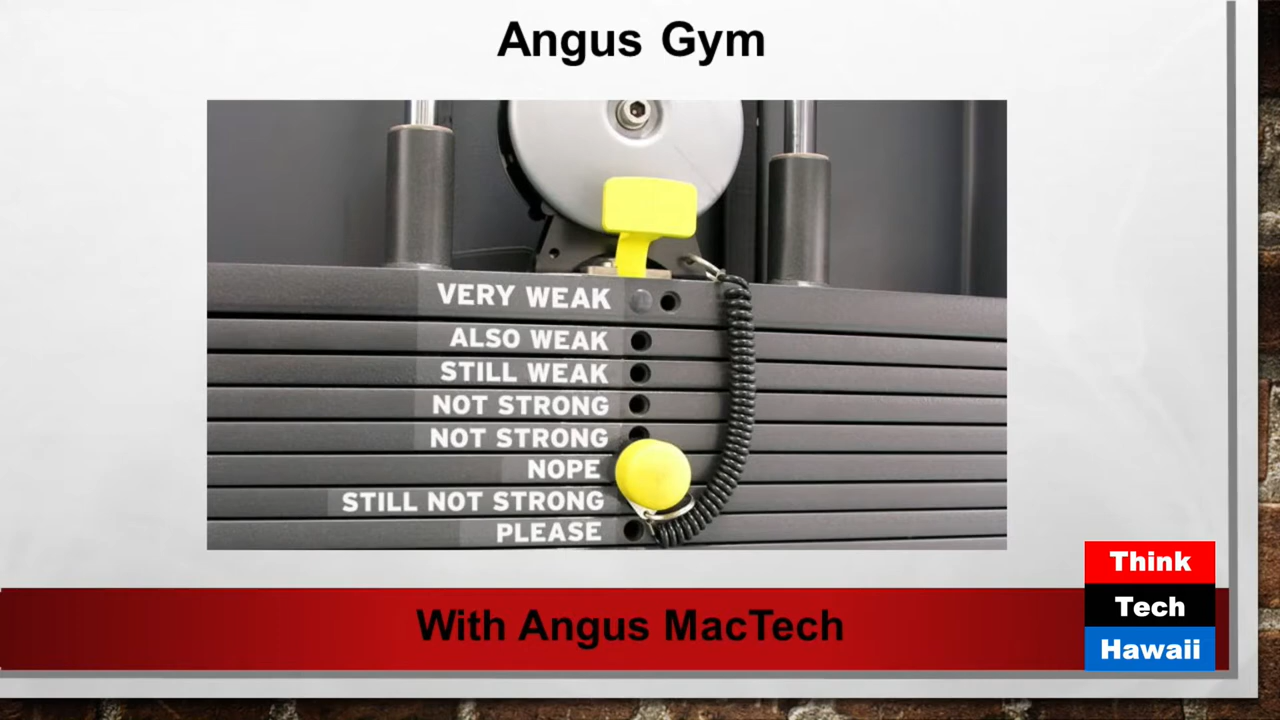 Angus Gym
VERY WEAK
ALSO WEAK
STILL WEAK
NOT STRONG
NOT STRONG
NOPE
STILL NOT STRONG
PLEASE
With Angus MacTech
Think
Tech
Hawaii